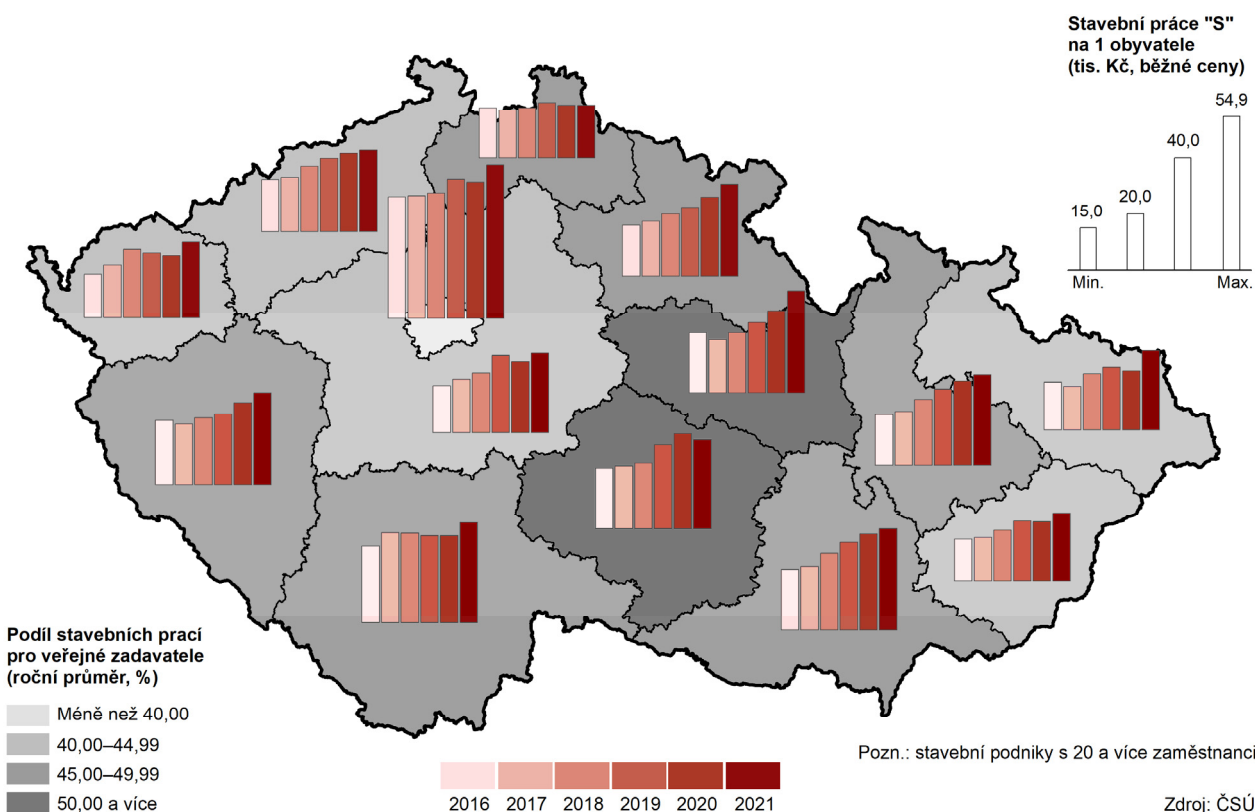 Stavební práce "S"
na 1 obyvatele
(tis. Kč, běžné ceny)
54,9
40,0
20,0
15,0
Min.
Max.
Podíl stavebních prací
pro veřejné zadavatele
(roční průměr, %)
Méně než 40,00
40,00–44,99
45,00–49,99
50,00 a více
2016 2017 2018 2019 2020 2021
Pozn.: stavební podniky s 20 a více zaměstnanci
Zdroj: ČSÚ